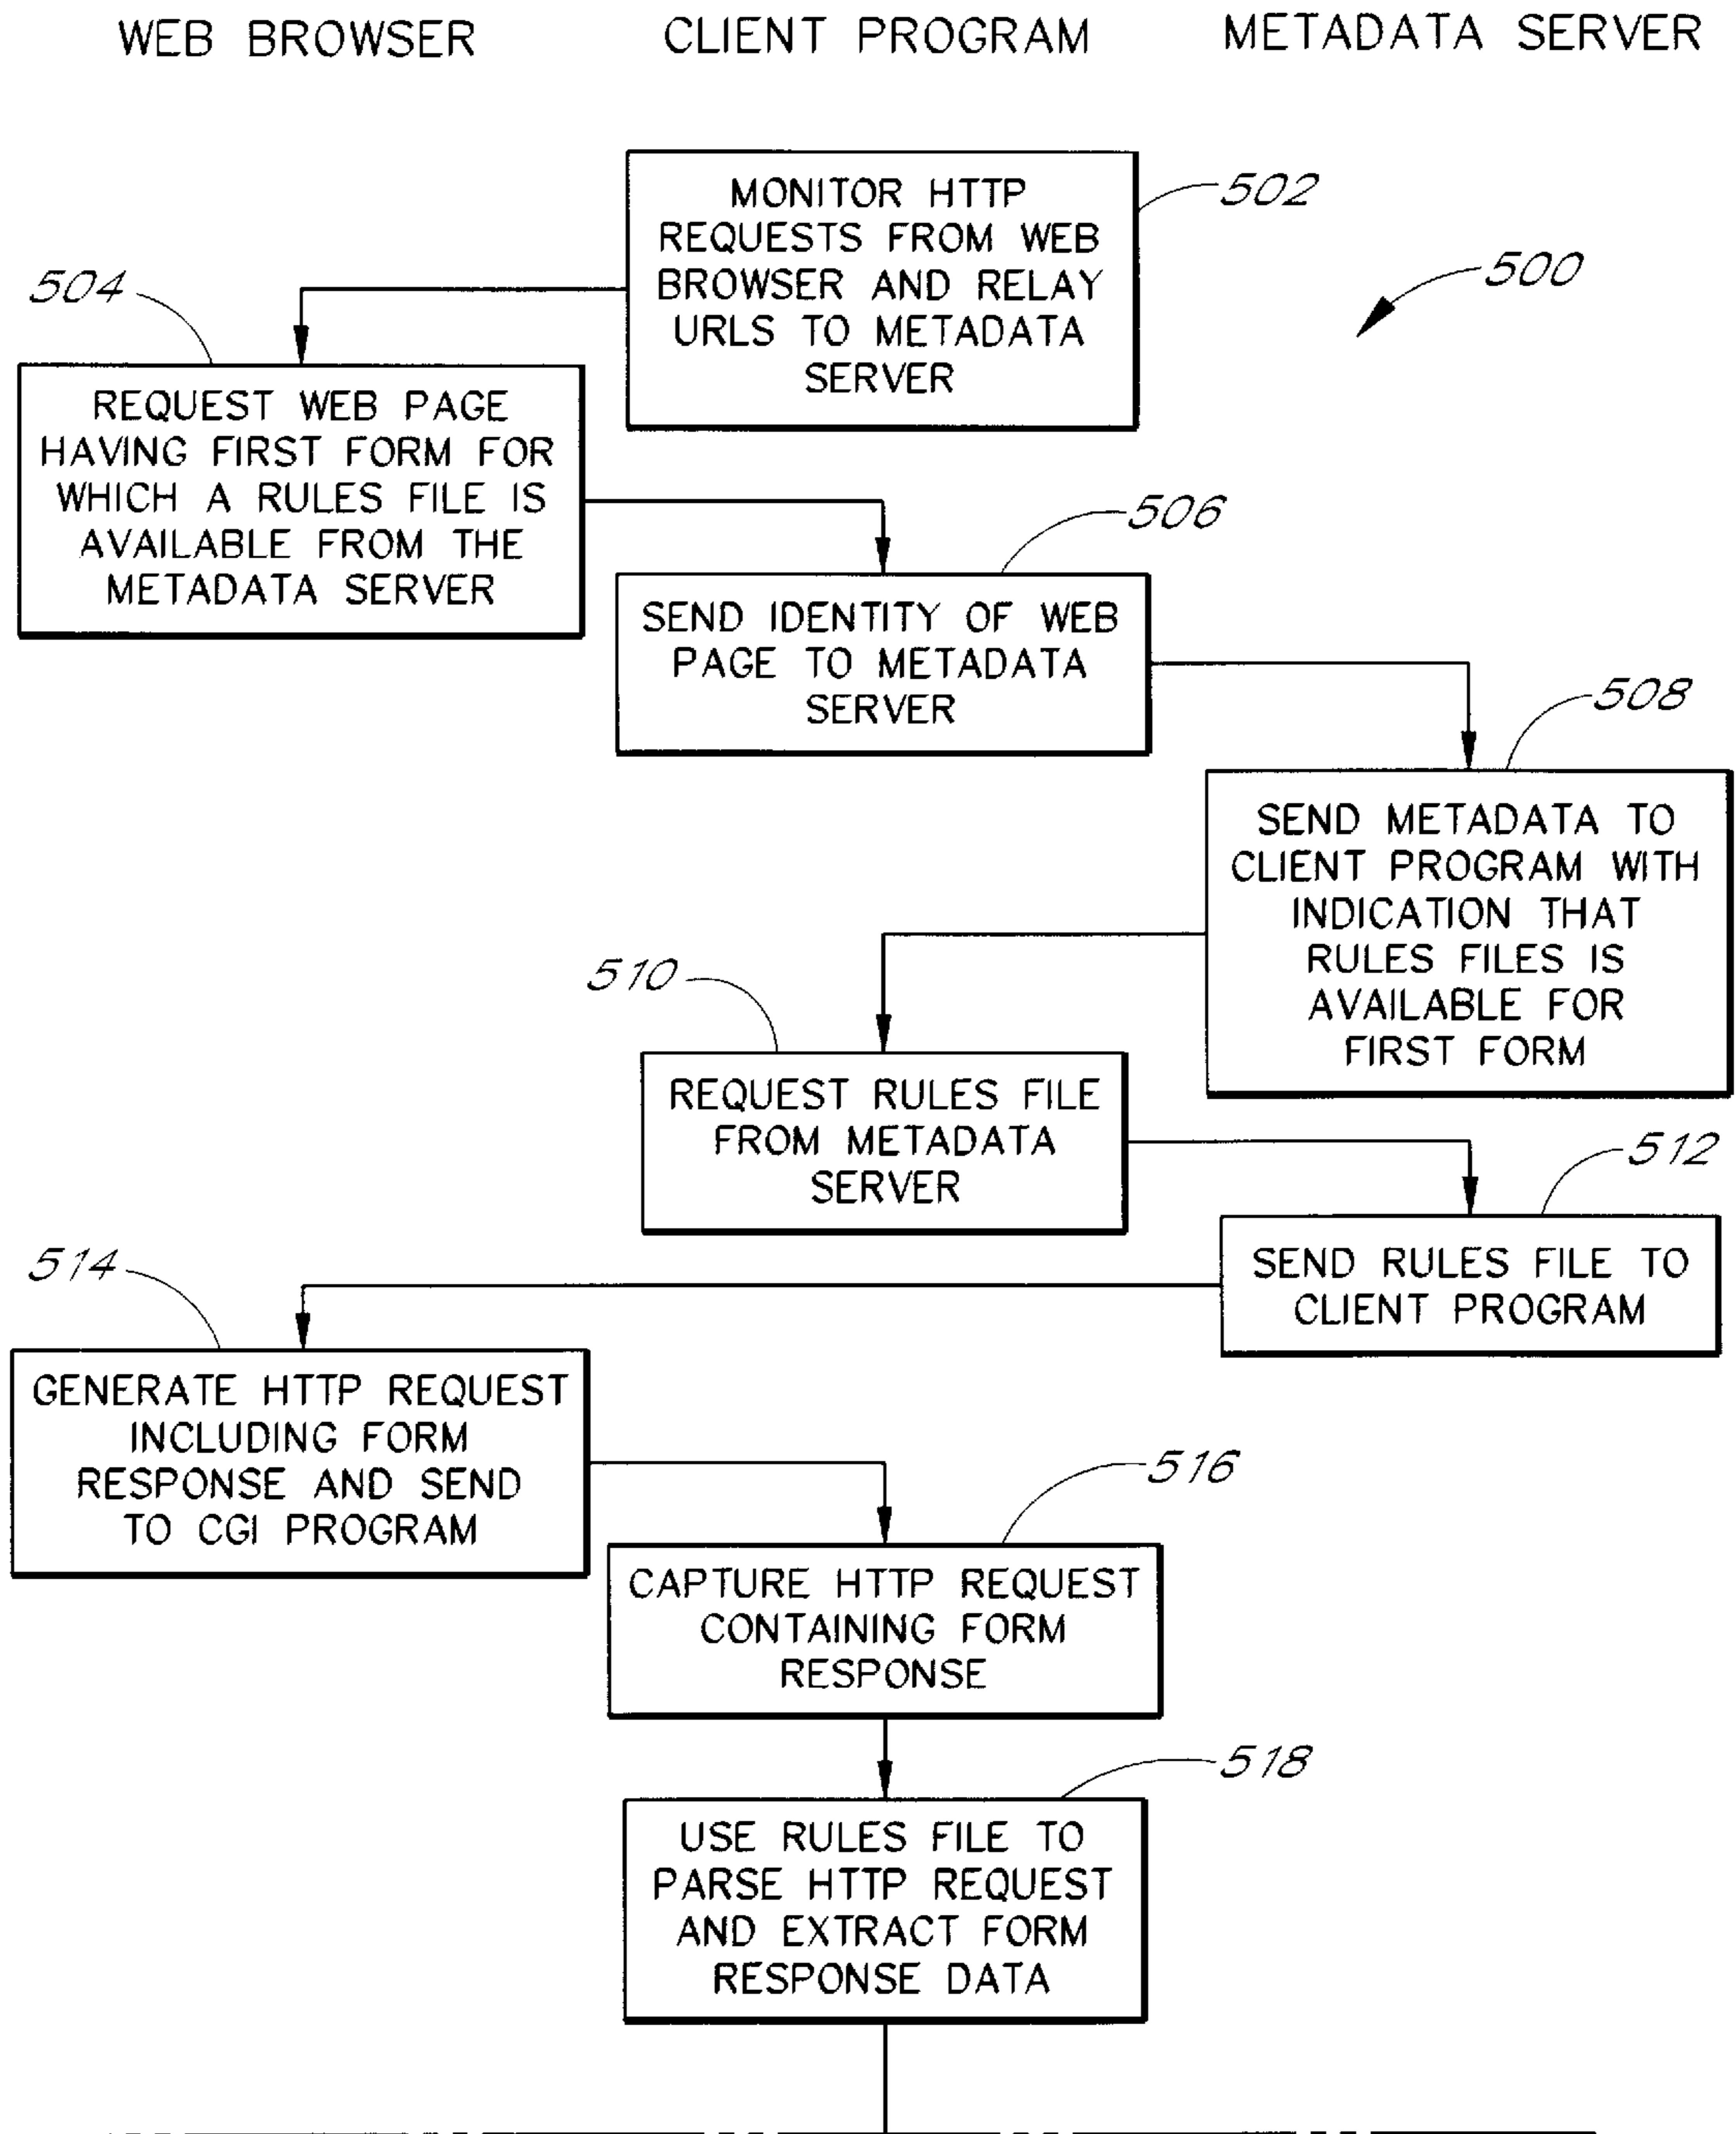 WEB BROWSER
CLIENT PROGRAM
METADATA SERVER
MONITOR HTTP
REQUESTS FROM WEB
BROWSER AND RELAY
URLS TO METADATA
SERVER
502
500
504
REQUEST WEB PAGE
HAVING FIRST FORM FOR
WHICH A RULES FILE IS
AVAILABLE FROM THE
METADATA SERVER
506
SEND IDENTITY OF WEB
PAGE TO METADATA
SERVER
508
SEND METADATA TO
CLIENT PROGRAM WITH
INDICATION THAT
RULES FILES IS
AVAILABLE FOR
FIRST FORM
510
REQUEST RULES FILE
FROM METADATA
SERVER
512
SEND RULES FILE TO
CLIENT PROGRAM
514
GENERATE HTTP REQUEST
INCLUDING FORM
RESPONSE AND SEND
TO CGI PROGRAM
516
CAPTURE HTTP REQUEST
CONTAINING FORM
RESPONSE
518
USE RULES FILE TO
PARSE HTTP REQUEST
AND EXTRACT FORM
RESPONSE DATA